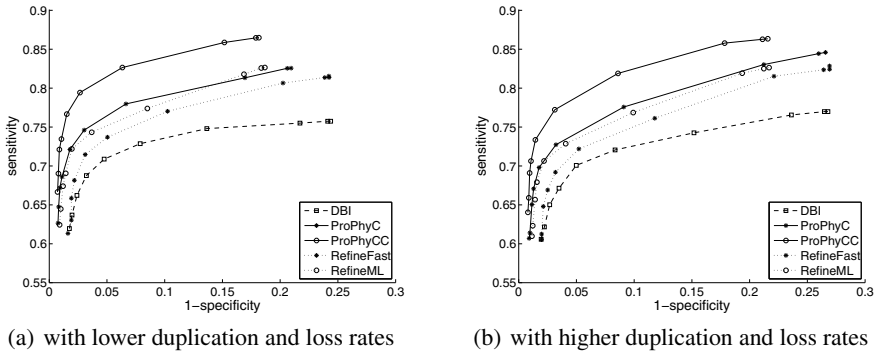 0.9
0.85
0.8
0.75
0.7
0.65
0.6
0.55
sensitivity
0
0.05
0.1
0.15
0.2
0.25
0.3
1−specificity
DBI
ProPhyC
ProPhyCC
RefineFast
RefineML
(a) with lower duplication and loss rates
0.9
0.85
0.8
0.75
0.7
0.65
0.6
0.55
sensitivity
0
0.05
0.1
0.15
0.2
0.25
0.3
1−specificity
DBI
ProPhyC
ProPhyCC
RefineFast
RefineML
(b) with higher duplication and loss rates